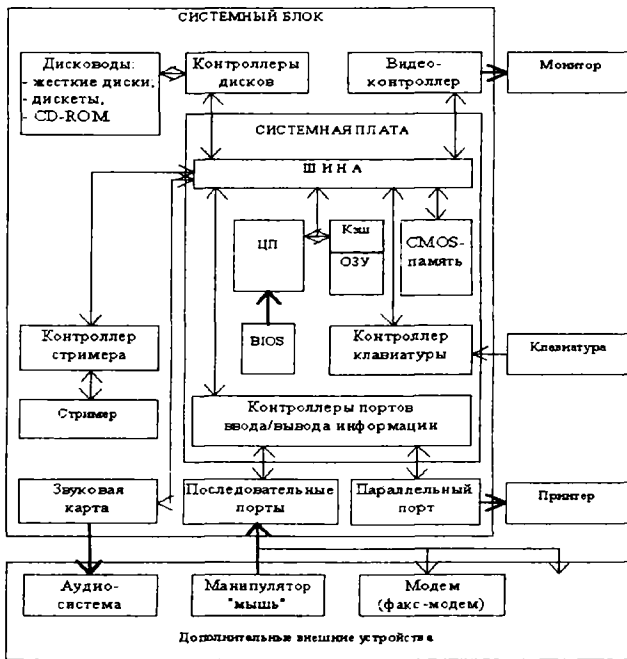 СИСТЕМНЫЙ БЛОК
Дисководы:
- жесткие диски,
- дискеты,
- CD-ROM.
Контроллеры
дисков
Видео-
контроллер
Монитор
СИСТЕМНАЯ ПЛАТА
ШИНА
ЦП
Кэш
ОЗУ
CMOS-
память
BIOS
Контроллер
клавиатуры
Клавиатура
Контроллер
стримера
Стример
Контроллеры портов
ввода/вывода информации
Звуковая
карта
Последовательные
порты
Параллельный
порт
Принтер
Аудио-
система
Манипулятор
"мышь"
Модем
(факс-модем)
Дополнительные внешние устройства